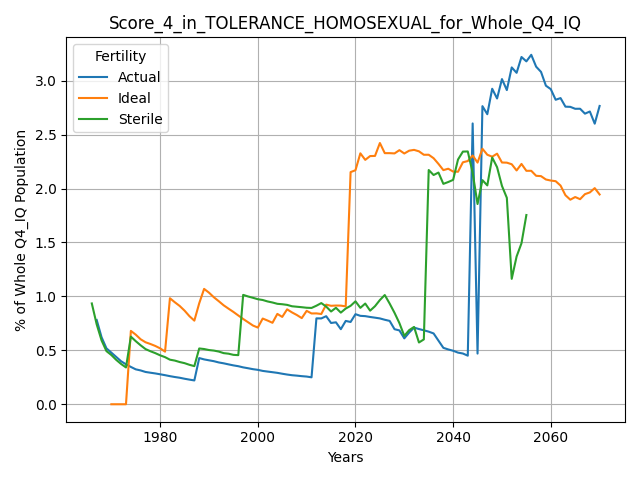 Score_4_in_TOLERANCE_HOMOSEXUAL_for_Whole_Q4_IQ
Fertility
Actual
Ideal
Sterile
% of Whole Q4_IQ Population
3.0
2.5
2.0
1.5
1.0
0.5
0.0
1980
2000
2020
2040
2060
Years